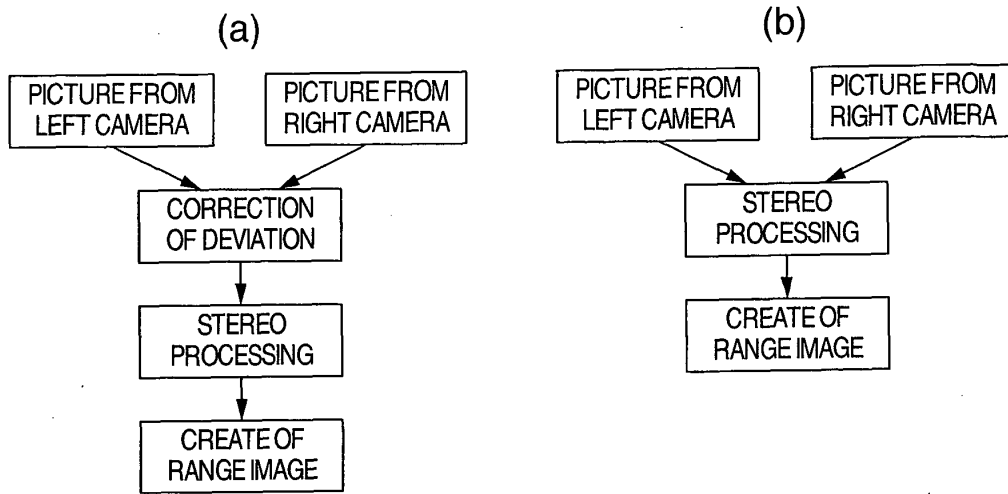 (a)
PICTURE FROM
LEFT CAMERA
PICTURE FROM
RIGHT CAMERA
CORRECTION
OF DEVIATION
STEREO
PROCESSING
CREATE OF
RANGE IMAGE
(b)
PICTURE FROM
LEFT CAMERA
PICTURE FROM
RIGHT CAMERA
STEREO
PROCESSING
CREATE OF
RANGE IMAGE